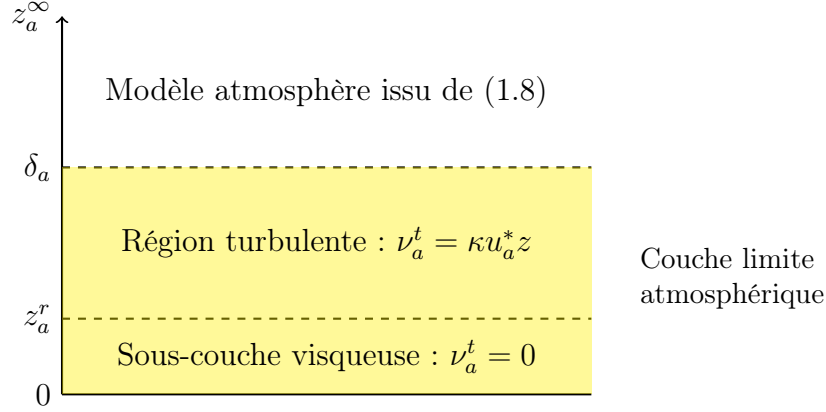 z_a^∞
Modèle atmosphère issu de (1.8)
δ_a
Région turbulente : ν_a^t = κu_a^* z
Couche limite
atmosphérique
z_a^r
Sous-couche visqueuse : ν_a^t = 0
0